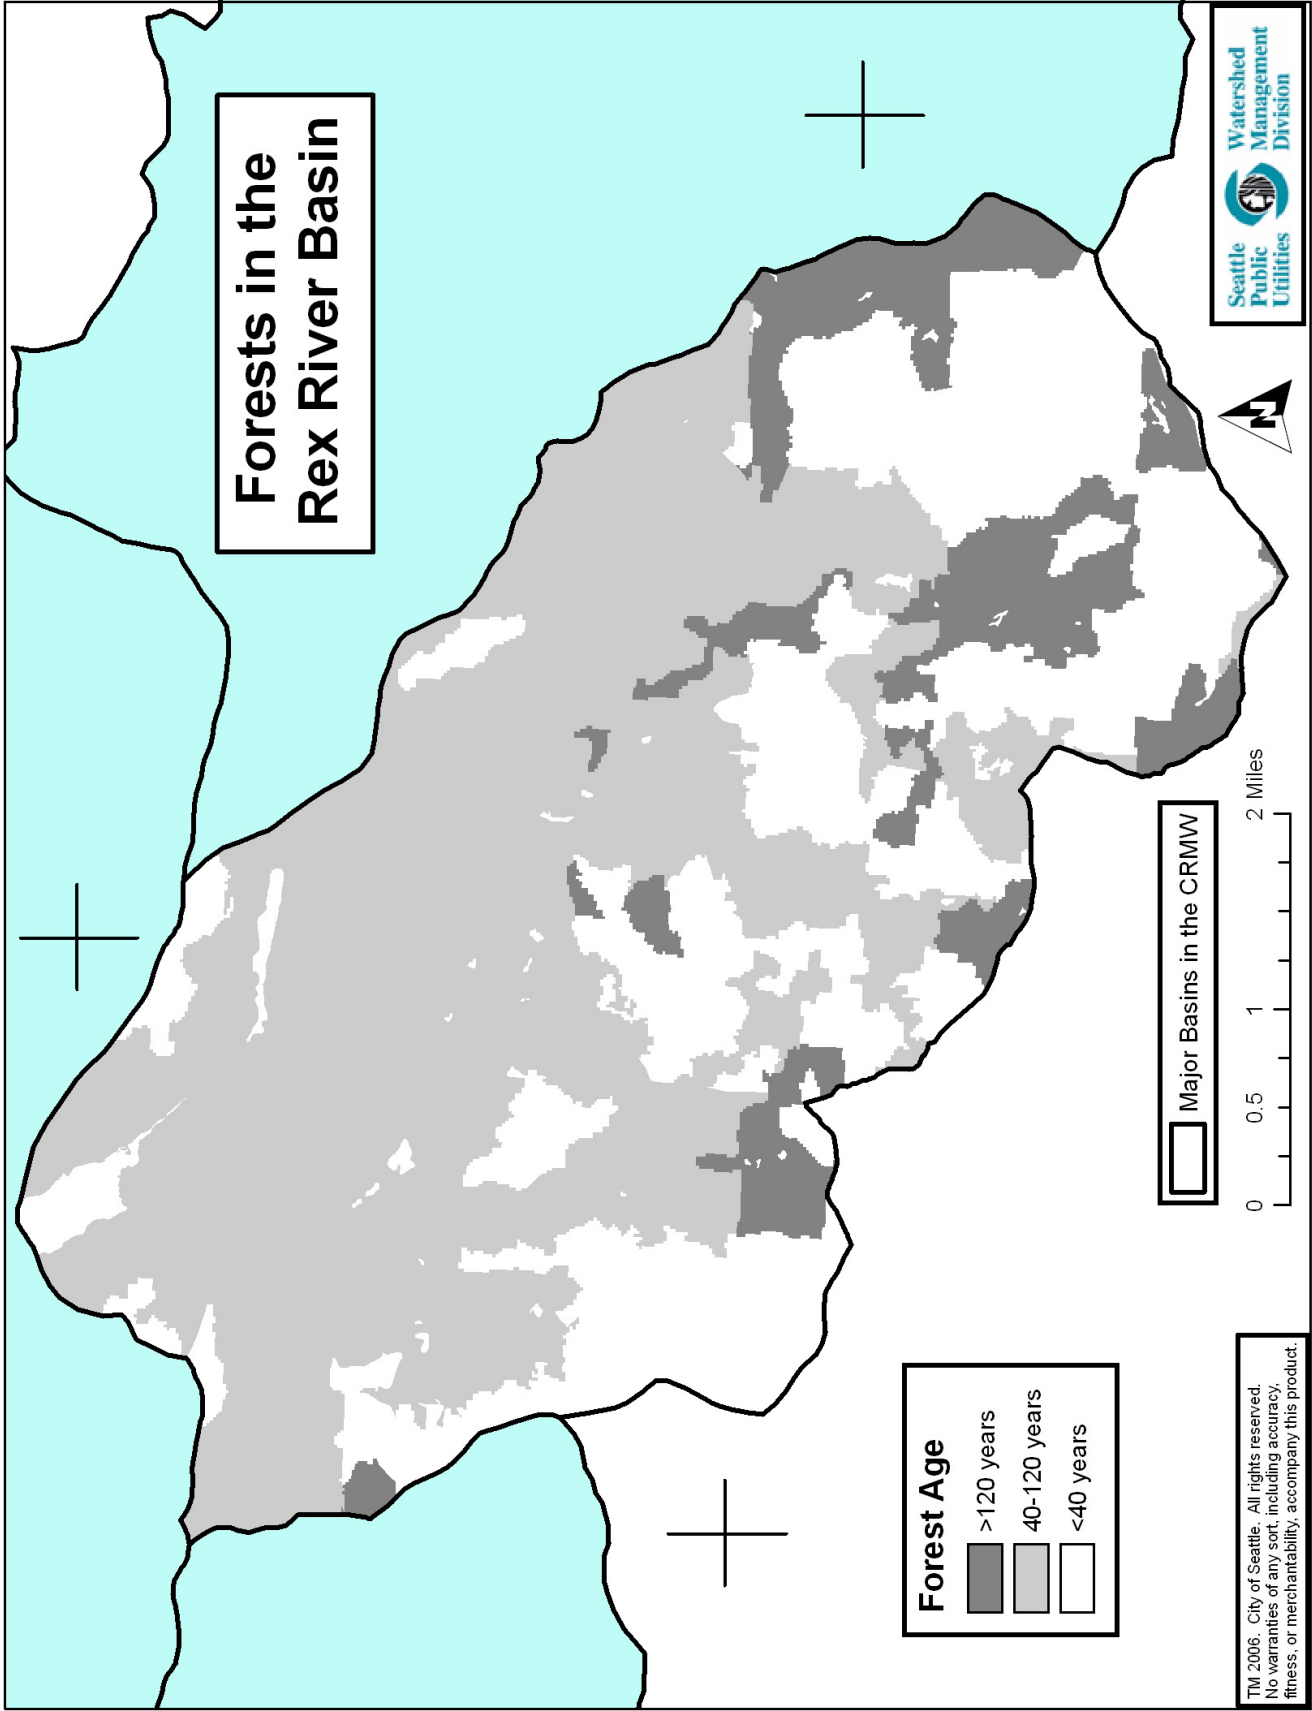 Forests in the
Rex River Basin
Forest Age
>120 years
40-120 years
<40 years
Major Basins in the CRMW
0
0.5
1
2 Miles
N
Seattle
Public
Utilities
Watershed
Management
Division
TM 2006. City of Seattle. All rights reserved.
No warranties of any sort, including accuracy,
fitness, or merchantability, accompany this product.